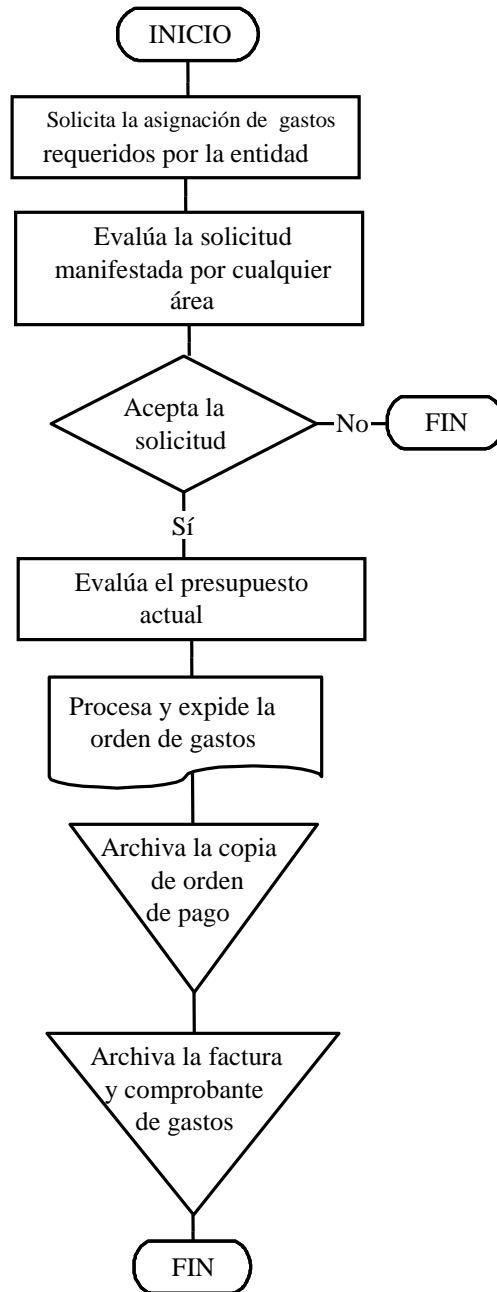 INICIO
Solicita la asignación de gastos
requeridos por la entidad
Evalúa la solicitud
manifestada por cualquier
área
Acepta la
solicitud
No
FIN
Sí
Evalúa el presupuesto
actual
Procesa y expide la
orden de gastos
Archiva la copia
de orden
de pago
Archiva la factura
y comprobante
de gastos
FIN